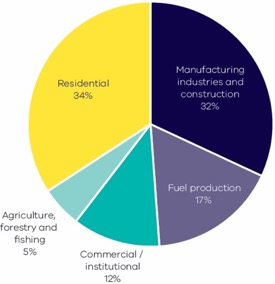 Residential
34%
Manufacturing
industries and
construction
32%
Fuel production
17%
Agriculture,
forestry and
fishing
5%
Commercial /
institutional
12%